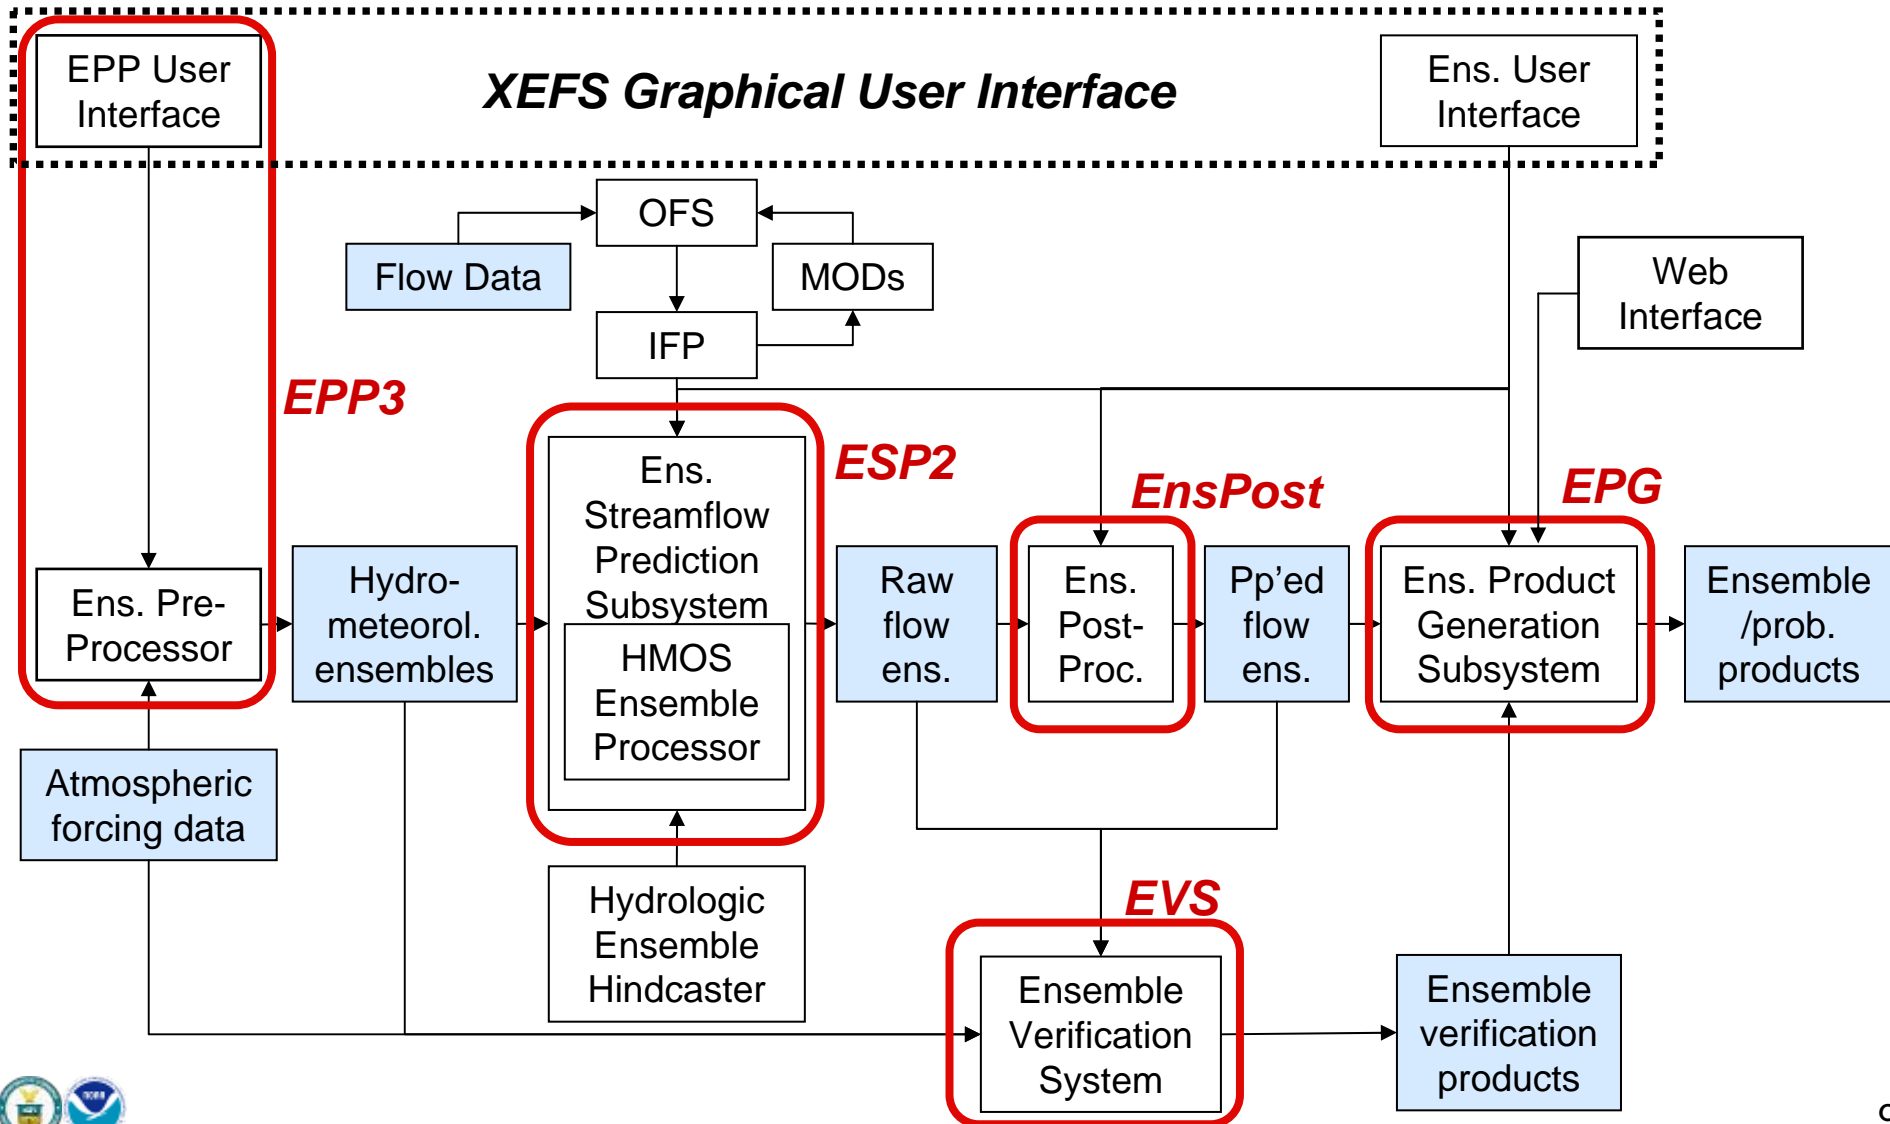 EPP User
Interface
XEFS Graphical User Interface
Ens. User
Interface
OFS
Flow Data
MODs
Web
Interface
IFP
EPP3
ESP2
EnsPost
EPG
Ens.
Streamflow
Prediction
Subsystem
HMOS
Ensemble
Processor
Ens. Pre-
Processor
Hydro-
meteorol.
ensembles
Raw
flow
ens.
Ens.
Post-
Proc.
Pp’ed
flow
ens.
Ens. Product
Generation
Subsystem
Ensemble
/prob.
products
Atmospheric
forcing data
Hydrologic
Ensemble
Hindcaster
EVS
Ensemble
Verification
System
Ensemble
verification
products